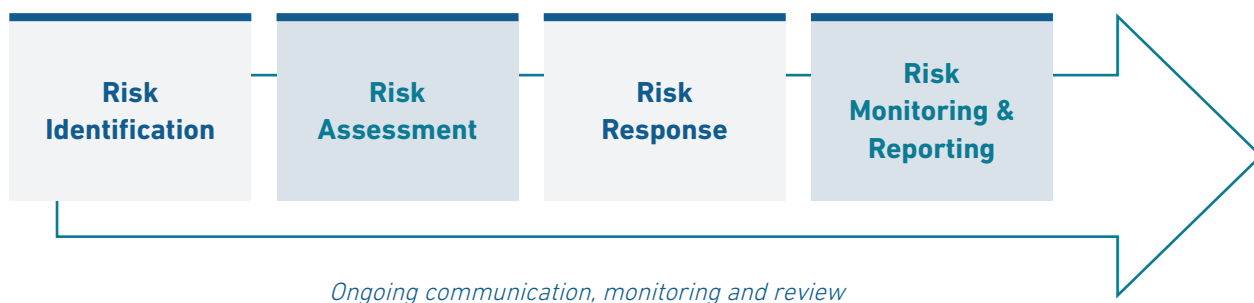 Risk
Identification
Risk
Assessment
Risk
Response
Risk
Monitoring &
Reporting
Ongoing communication, monitoring and review